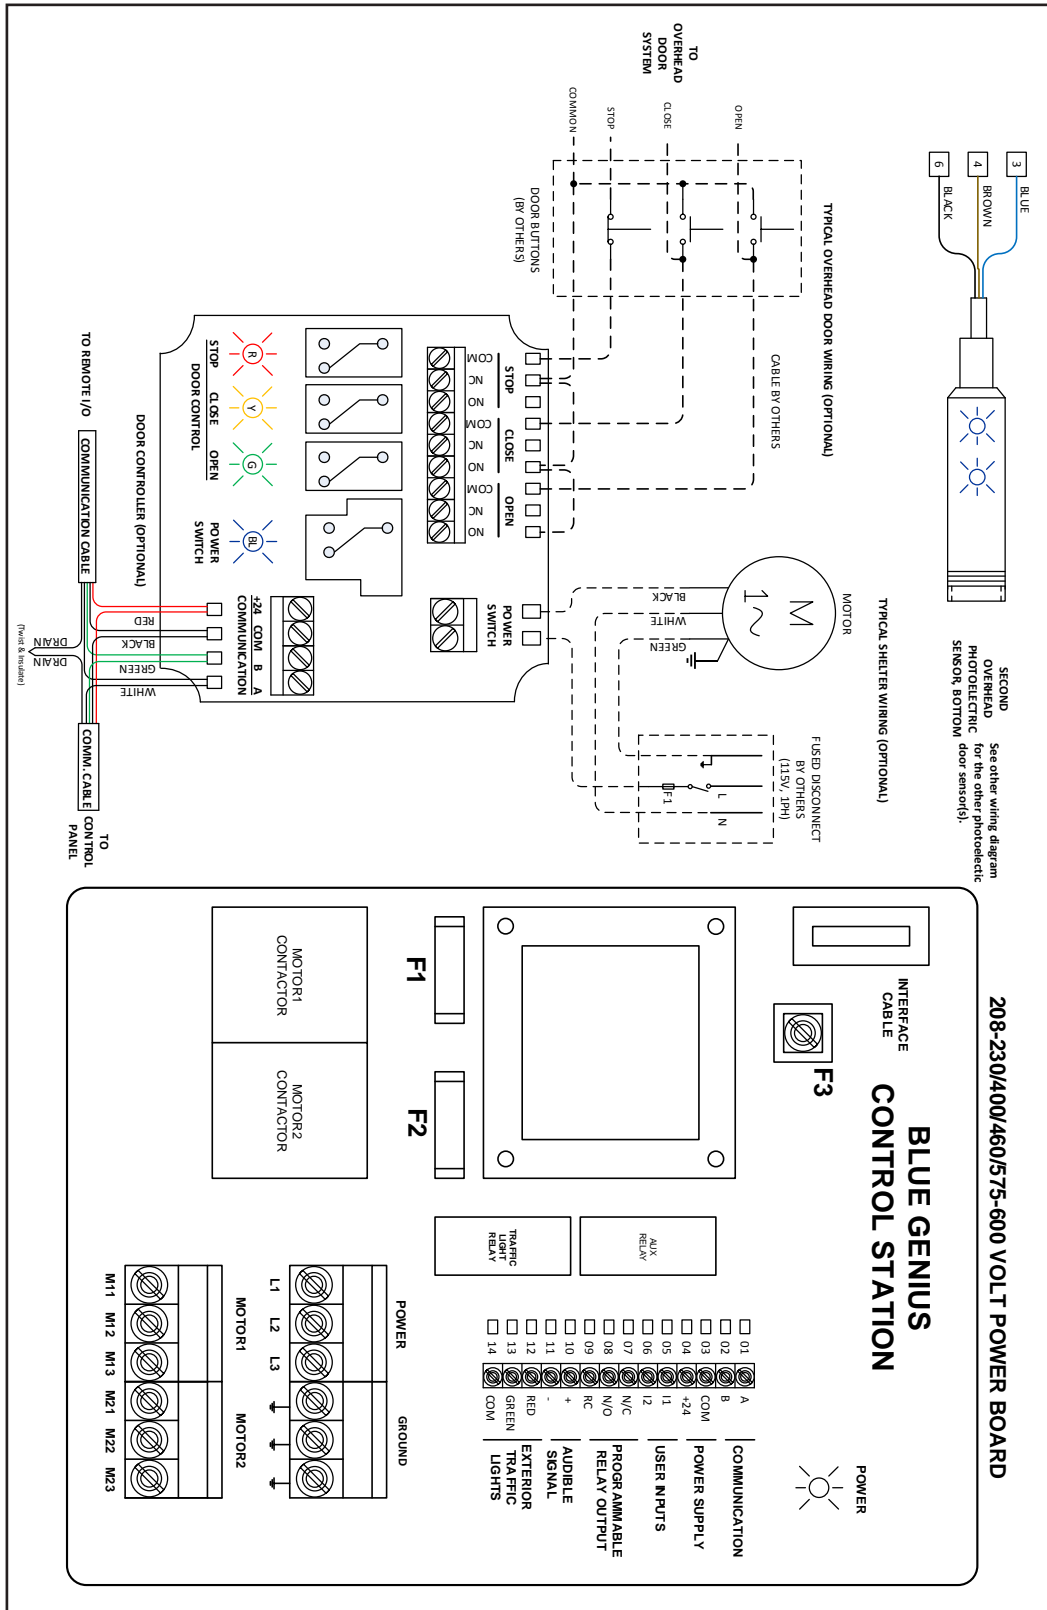 SECOND
OVERHEAD
PHOTOELECTRIC
SENSOR, BOTTOM
See other wiring diagram
for the other photoelectic
door sensor(s).
3
BLUE
4
BROWN
6
BLACK
TYPICAL OVERHEAD DOOR WIRING (OPTIONAL)
TO
OVERHEAD
DOOR
SYSTEM
OPEN
CLOSE
STOP
COMMON
DOOR BUTTONS
(BY OTHERS)
CABLE BY OTHERS
TYPICAL SHELTER WIRING (OPTIONAL)
MOTOR
M
1~
BLACK
WHITE
GREEN
FUSED DISCONNECT
BY OTHERS
(115V, 1PH)
L
N
F1
STOP
CLOSE
OPEN
COM
NC
NO
COM
NC
NO
COM
NC
NO
POWER
SWITCH
R
Y
G
BL
STOP
CLOSE
OPEN
DOOR CONTROL
POWER
SWITCH
+24
COM
B
A
COMMUNICATION
DOOR CONTROLLER (OPTIONAL)
TO REMOTE I/O
COMMUNICATION CABLE
RED
BLACK
GREEN
WHITE
DRAIN
DRAIN
(Twist & Insulate)
COMM. CABLE
TO
CONTROL
PANEL
208-230/400/460/575-600 VOLT POWER BOARD
BLUE GENIUS
CONTROL STATION
INTERFACE
CABLE
F3
F1
F2
POWER
MOTOR1
CONTACTOR
MOTOR2
CONTACTOR
AUX
RELAY
TRAFFIC
LIGHT
RELAY
01
A
02
B
03
COM
04
+24
05
I1
06
I2
07
N/C
08
N/O
09
RC
10
+
11
-
12
RED
13
GREEN
14
COM
COMMUNICATION
POWER SUPPLY
USER INPUTS
PROGRAMMABLE
RELAY OUTPUT
AUDIBLE
SIGNAL
EXTERIOR
TRAFFIC
LIGHTS
POWER
GROUND
L1
L2
L3
MOTOR1
MOTOR2
M11
M12
M13
M21
M22
M23